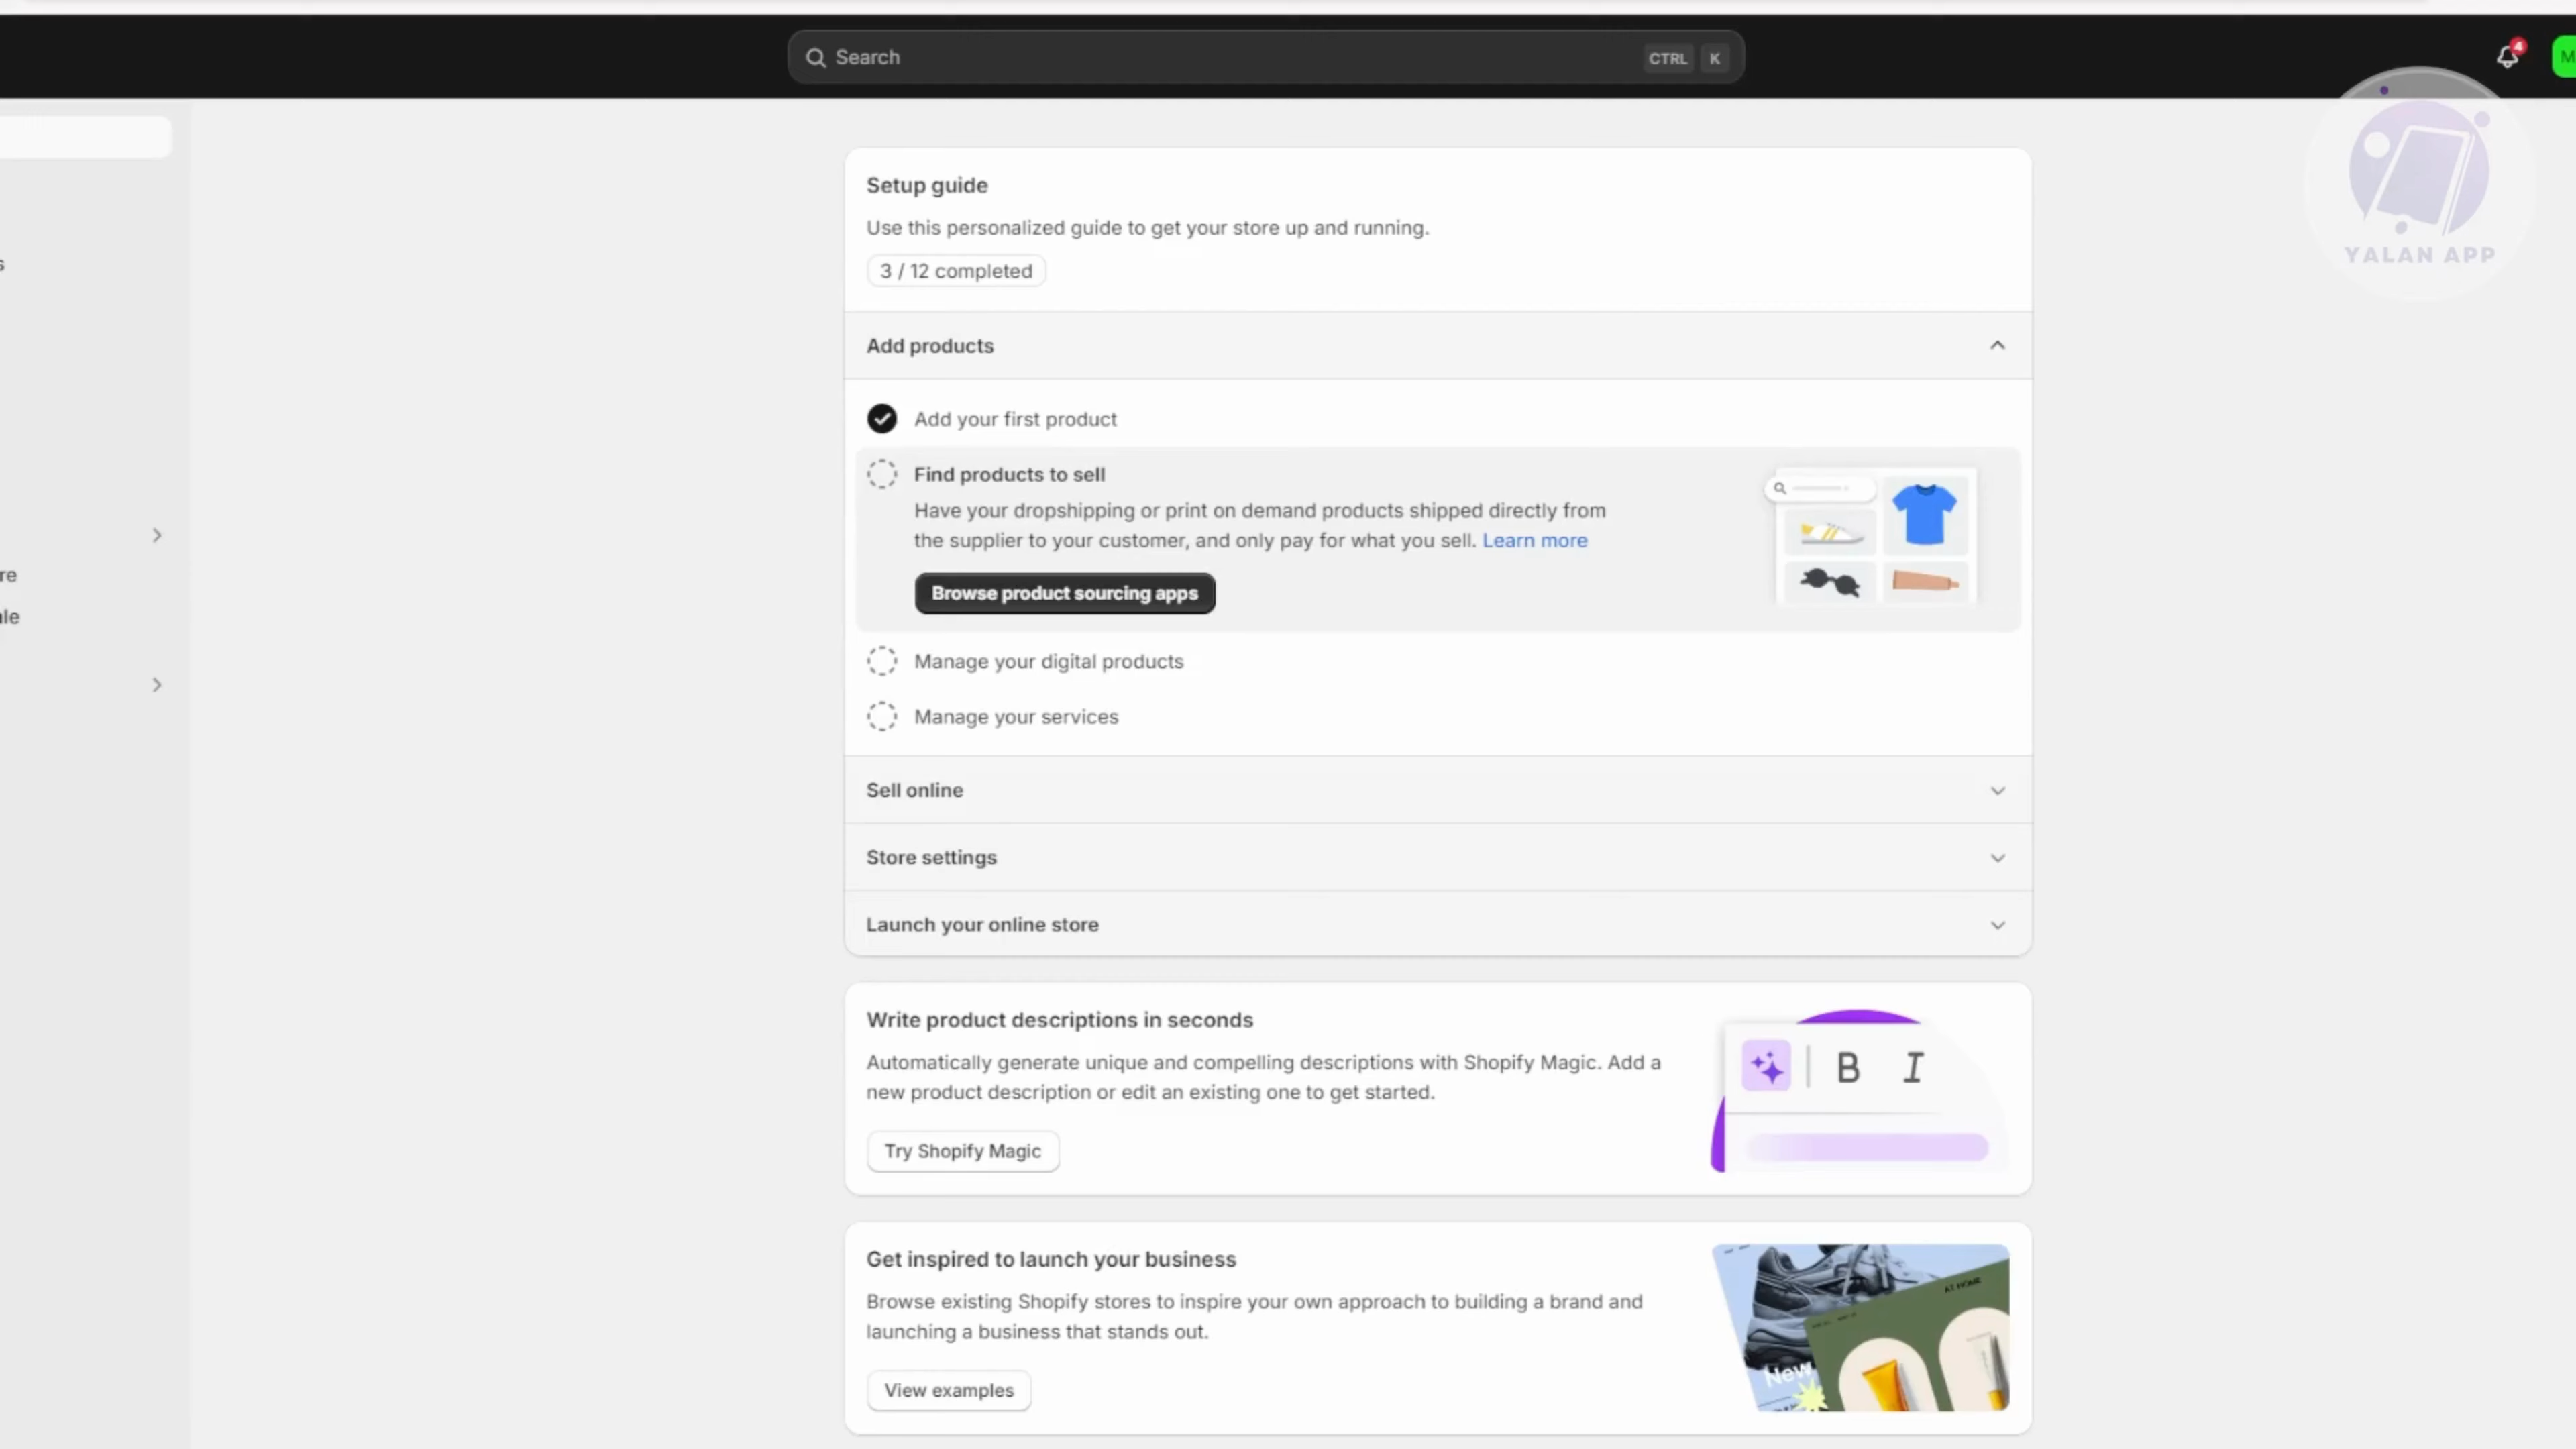 Search
CTRL K
4
M
YALAN APP
Setup guide
Use this personalized guide to get your store up and running.
3 / 12 completed
s
Add products
Add your first product
Find products to sell
Have your dropshipping or print on demand products shipped directly from
the supplier to your customer, and only pay for what you sell. Learn more
re
Browse product sourcing apps
le
Manage your digital products
Manage your services
Sell online
Store settings
Launch your online store
Write product descriptions in seconds
Automatically generate unique and compelling descriptions with Shopify Magic. Add a
new product description or edit an existing one to get started.
B I
Try Shopify Magic
Get inspired to launch your business
Browse existing Shopify stores to inspire your own approach to building a brand and
launching a business that stands out.
New
View examples